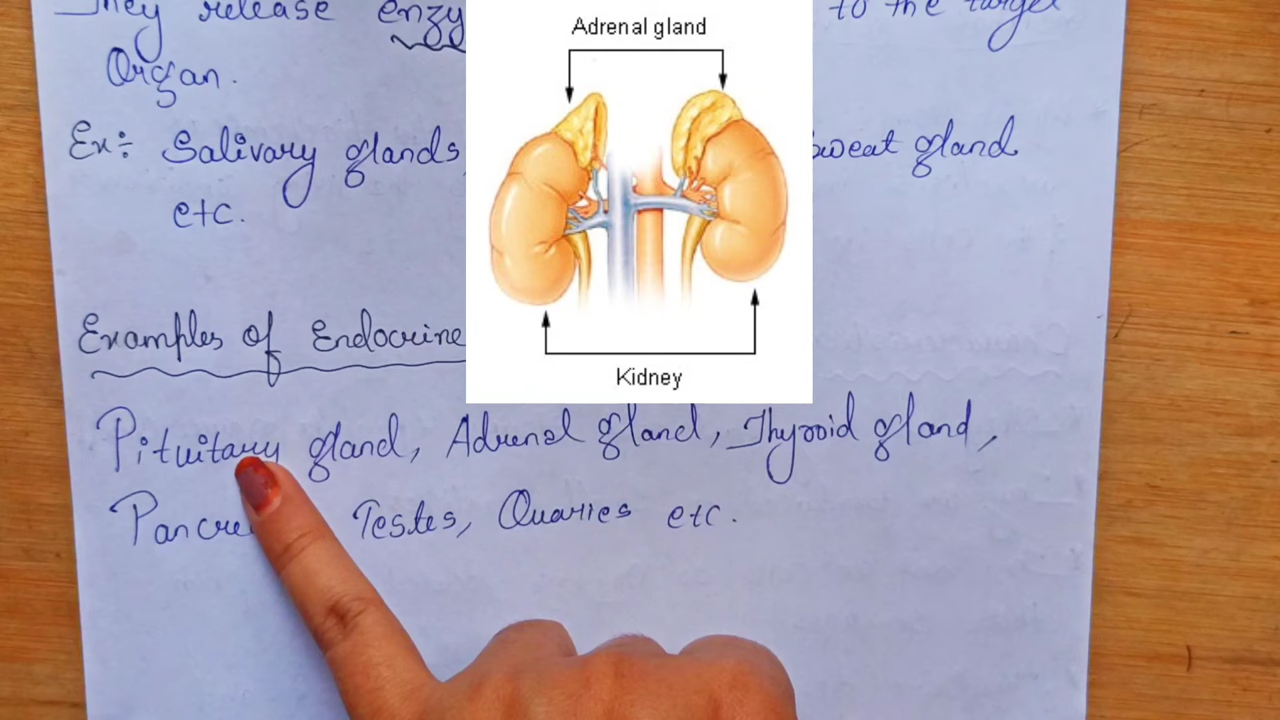 They release enzy to the target
Organ.
Ex:- Salivary glands, sweat gland
etc.
Adrenal gland
Kidney
Examples of Endocrine
Pituitary gland, Adrenal gland, Thyroid gland,
Pancre Testes, Ovaries etc.